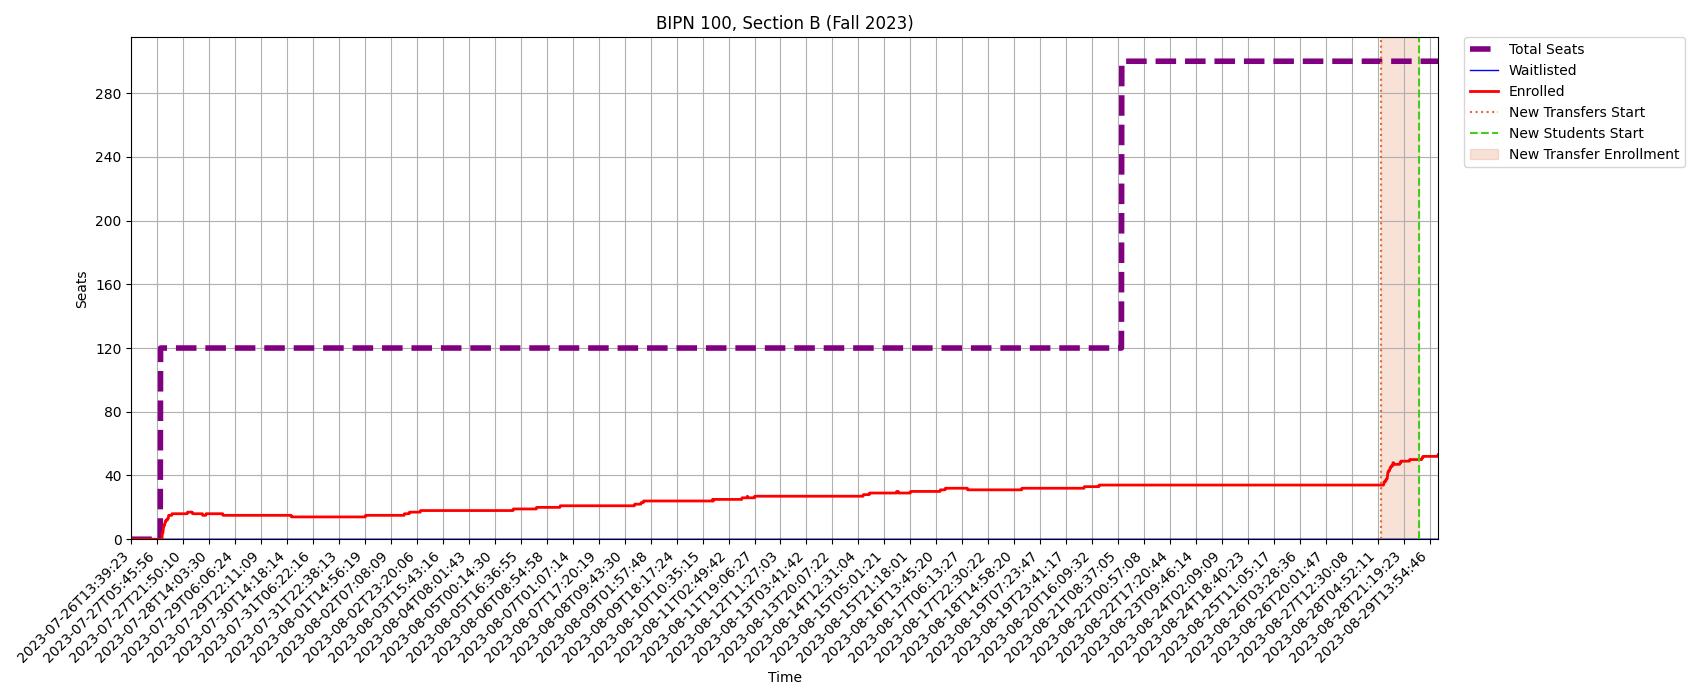 BIPN 100, Section B (Fall 2023)
Total Seats
Waitlisted
Enrolled
New Transfers Start
New Students Start
New Transfer Enrollment
Seats
280
240
200
160
120
80
40
0
2023-07-26T13:39:23
2023-07-27T05:45:56
2023-07-27T21:50:10
2023-07-28T14:03:30
2023-07-29T06:06:24
2023-07-29T22:11:09
2023-07-30T14:18:14
2023-07-31T06:22:16
2023-07-31T22:38:13
2023-08-01T14:56:19
2023-08-02T07:08:09
2023-08-02T23:20:06
2023-08-03T15:43:16
2023-08-04T08:01:43
2023-08-05T00:14:30
2023-08-05T16:36:55
2023-08-06T08:54:58
2023-08-07T01:07:14
2023-08-07T17:20:19
2023-08-08T09:43:30
2023-08-09T01:57:48
2023-08-09T18:17:24
2023-08-10T10:35:15
2023-08-11T02:49:42
2023-08-11T19:06:27
2023-08-12T11:27:03
2023-08-13T03:41:42
2023-08-13T20:07:22
2023-08-14T12:31:04
2023-08-15T05:01:21
2023-08-15T21:18:01
2023-08-16T13:45:20
2023-08-17T06:13:27
2023-08-17T22:30:22
2023-08-18T14:58:20
2023-08-19T07:23:47
2023-08-19T23:41:17
2023-08-20T16:09:32
2023-08-21T08:37:05
2023-08-22T00:57:08
2023-08-22T17:20:44
2023-08-23T09:46:14
2023-08-24T02:09:09
2023-08-24T18:40:23
2023-08-25T11:05:17
2023-08-26T03:28:36
2023-08-26T20:01:47
2023-08-27T12:30:08
2023-08-28T04:52:11
2023-08-28T21:19:23
2023-08-29T13:54:46
Time